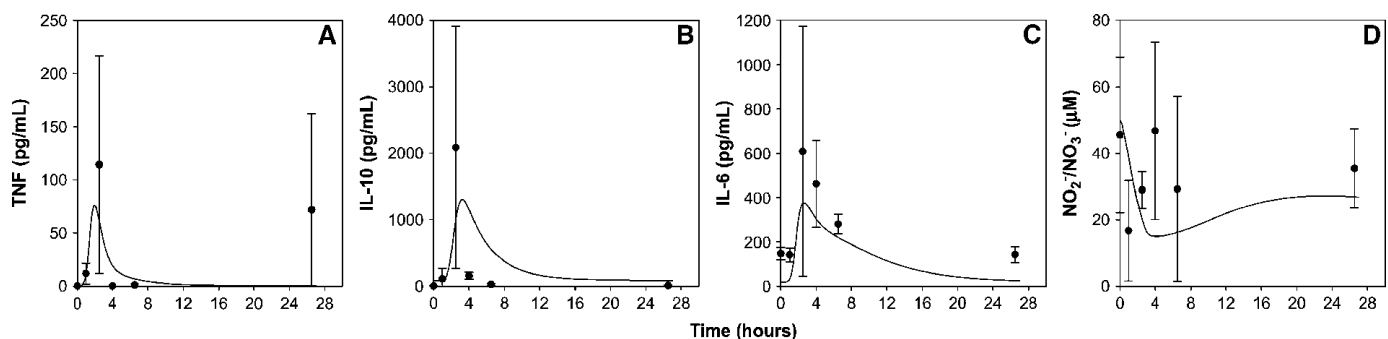 A
TNF (pg/mL)
250
200
150
100
50
0
0 4 8 12 16 20 24 28
B
IL-10 (pg/mL)
4000
3000
2000
1000
0
0 4 8 12 16 20 24 28
C
IL-6 (pg/mL)
1200
1000
800
600
400
200
0
0 4 8 12 16 20 24 28
D
NO₂⁻/NO₃⁻ (µM)
80
60
40
20
0
0 4 8 12 16 20 24 28
Time (hours)